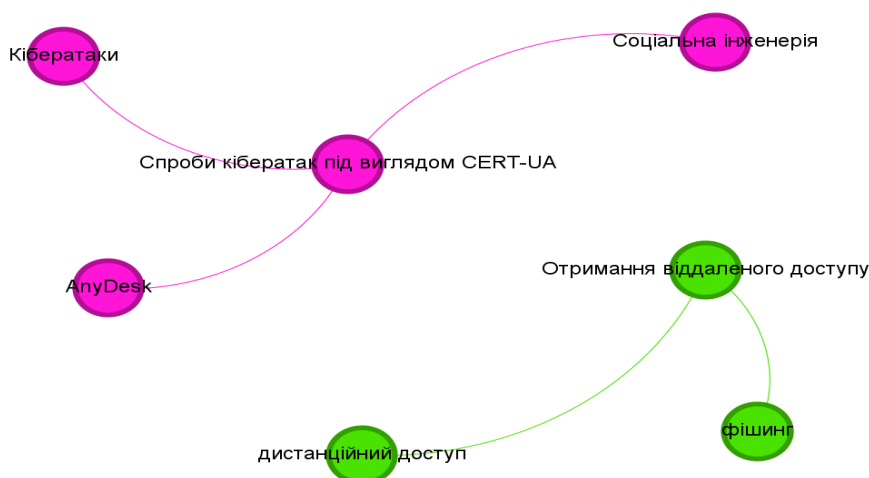 Соціальна інженерія
Кібератаки
Спроби кібератак під виглядом CERT-UA
Отримання віддаленого доступу
AnyDesk
фішинг
дистанційний доступ